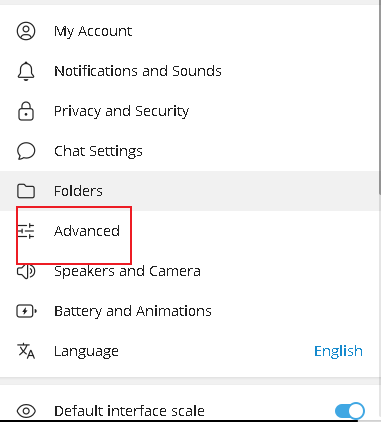 My Account
Notifications and Sounds
Privacy and Security
Chat Settings
Folders
Advanced
Speakers and Camera
Battery and Animations
Language English
Default interface scale